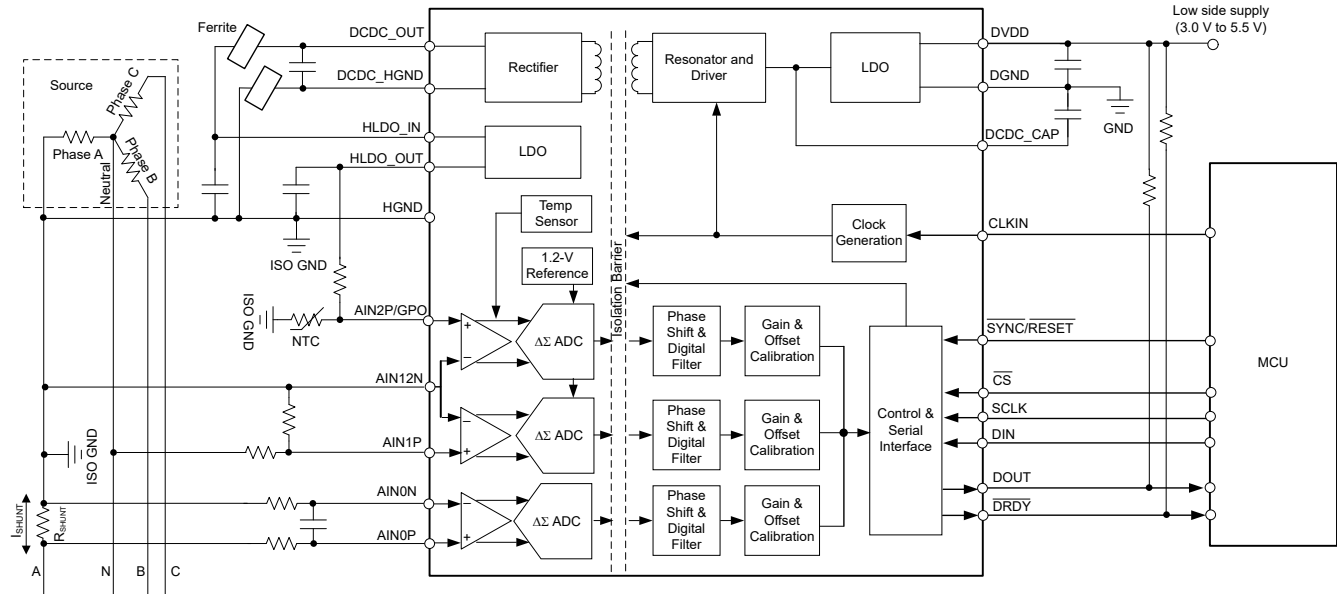 Low side supply
(3.0 V to 5.5 V)
Ferrite
DCDC_OUT
DVDD
Rectifier
Resonator and
Driver
LDO
Source
Phase C
DCDC_HGND
DGND
GND
HLDO_IN
DCDC_CAP
Phase A
Phase B
Neutral
HLDO_OUT
LDO
HGND
Temp
Sensor
Clock
Generation
CLKIN
ISO GND
1.2-V
Reference
Isolation Barrier
ISO GND
NTC
AIN2P/GPO
+
−
ΔΣ ADC
Phase
Shift &
Digital
Filter
Gain &
Offset
Calibration
SYNC/RESET
MCU
AIN12N
CS
SCLK
Control &
Serial
Interface
DIN
−
+
ΔΣ ADC
Phase
Shift &
Digital
Filter
Gain &
Offset
Calibration
AIN1P
ISO GND
DOUT
DRDY
AIN0N
−
+
ΔΣ ADC
Phase
Shift &
Digital
Filter
Gain &
Offset
Calibration
ISHUNT
RSHUNT
AIN0P
A
N
B
C